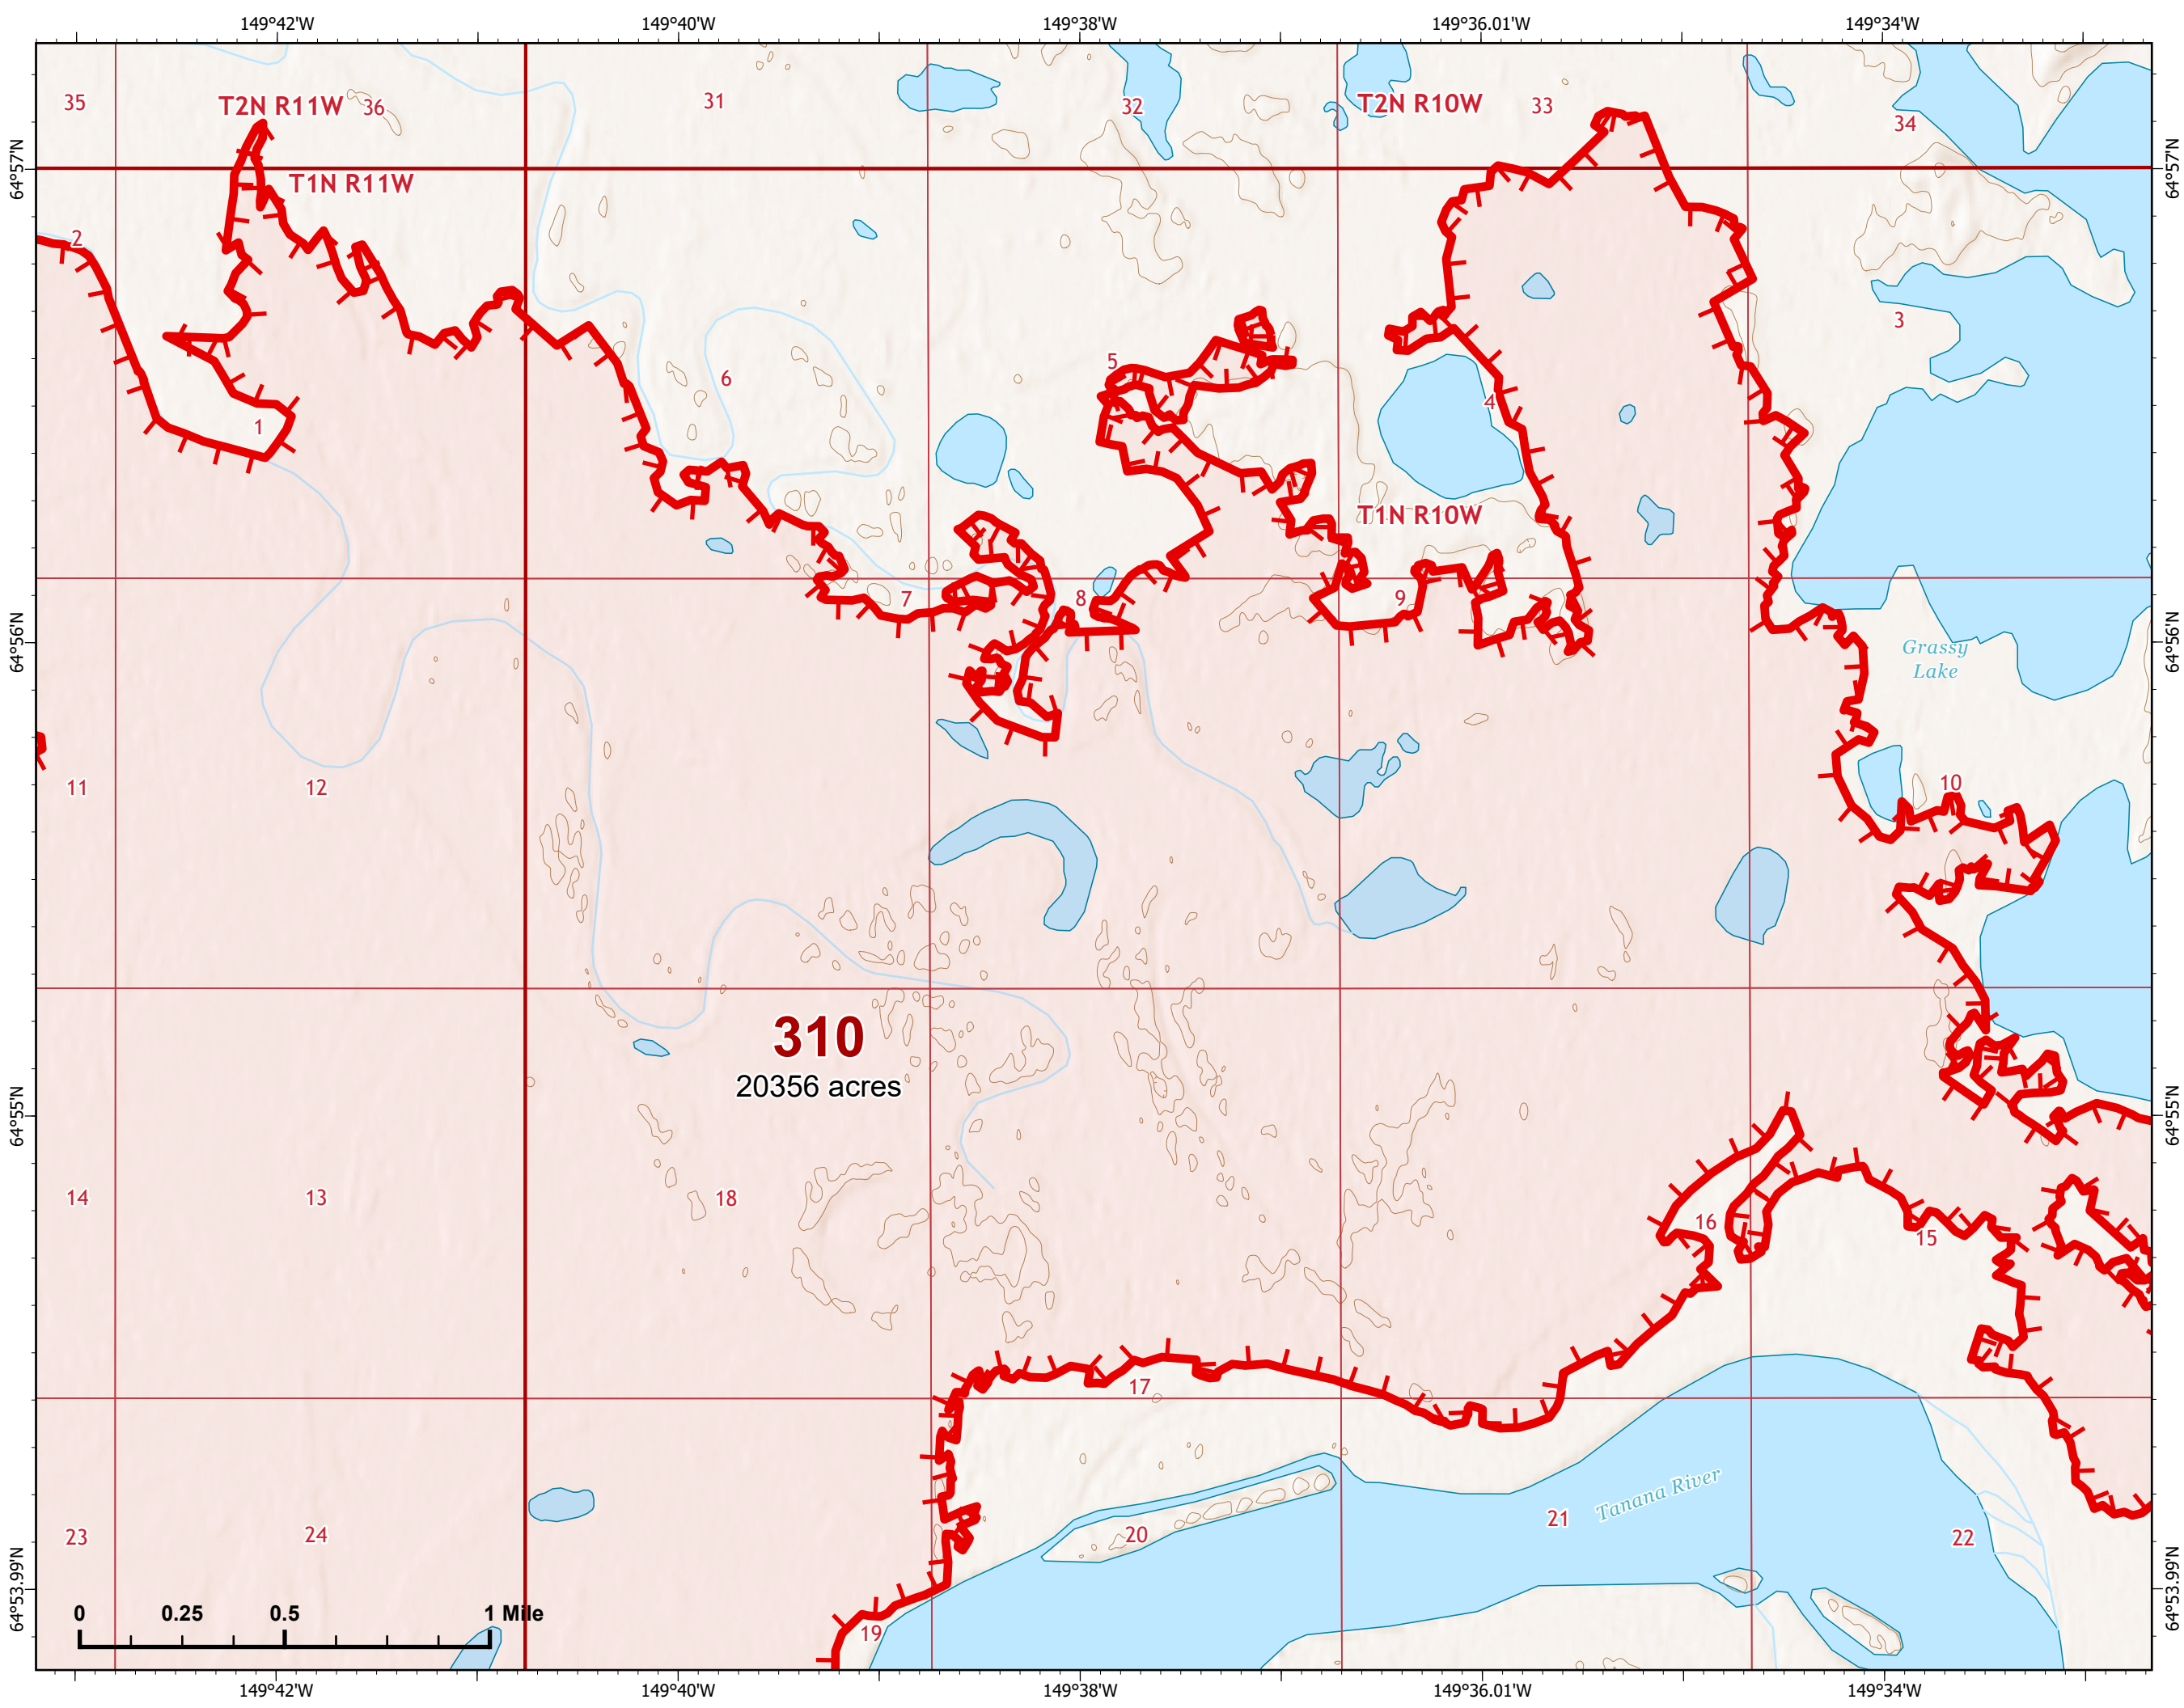 149°42'W 149°40'W 149°38'W 149°36.01'W 149°34'W
35 T2N R11W 36 31 32 T2N R10W 33 34
64°57'N 64°57'N
T1N R11W
2 3
5
6 4
1
T1N R10W
7 8 9
64°56'N 64°56'N
Grassy
Lake
11 12 10
310
20356 acres
64°55'N 64°55'N
14 13 18 16 15
17
Tanana River
23 24 20 21 22
64°53.99'N 64°53.99'N
0 0.25 0.5 1 Mile
19
149°42'W 149°40'W 149°38'W 149°36.01'W 149°34'W